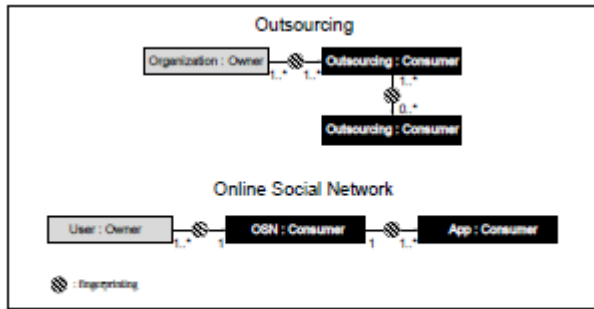 Outsourcing
Organization : Owner
Outsourcing : Consumer
1..*
1..*
1..*
0..*
Outsourcing : Consumer
Online Social Network
User : Owner
OSN : Consumer
App : Consumer
1..*
1
1
1..*
: fingerprinting